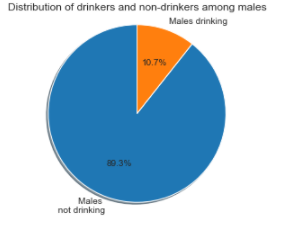 Distribution of drinkers and non-drinkers among males
Males drinking
10.7%
89.3%
Males
not drinking